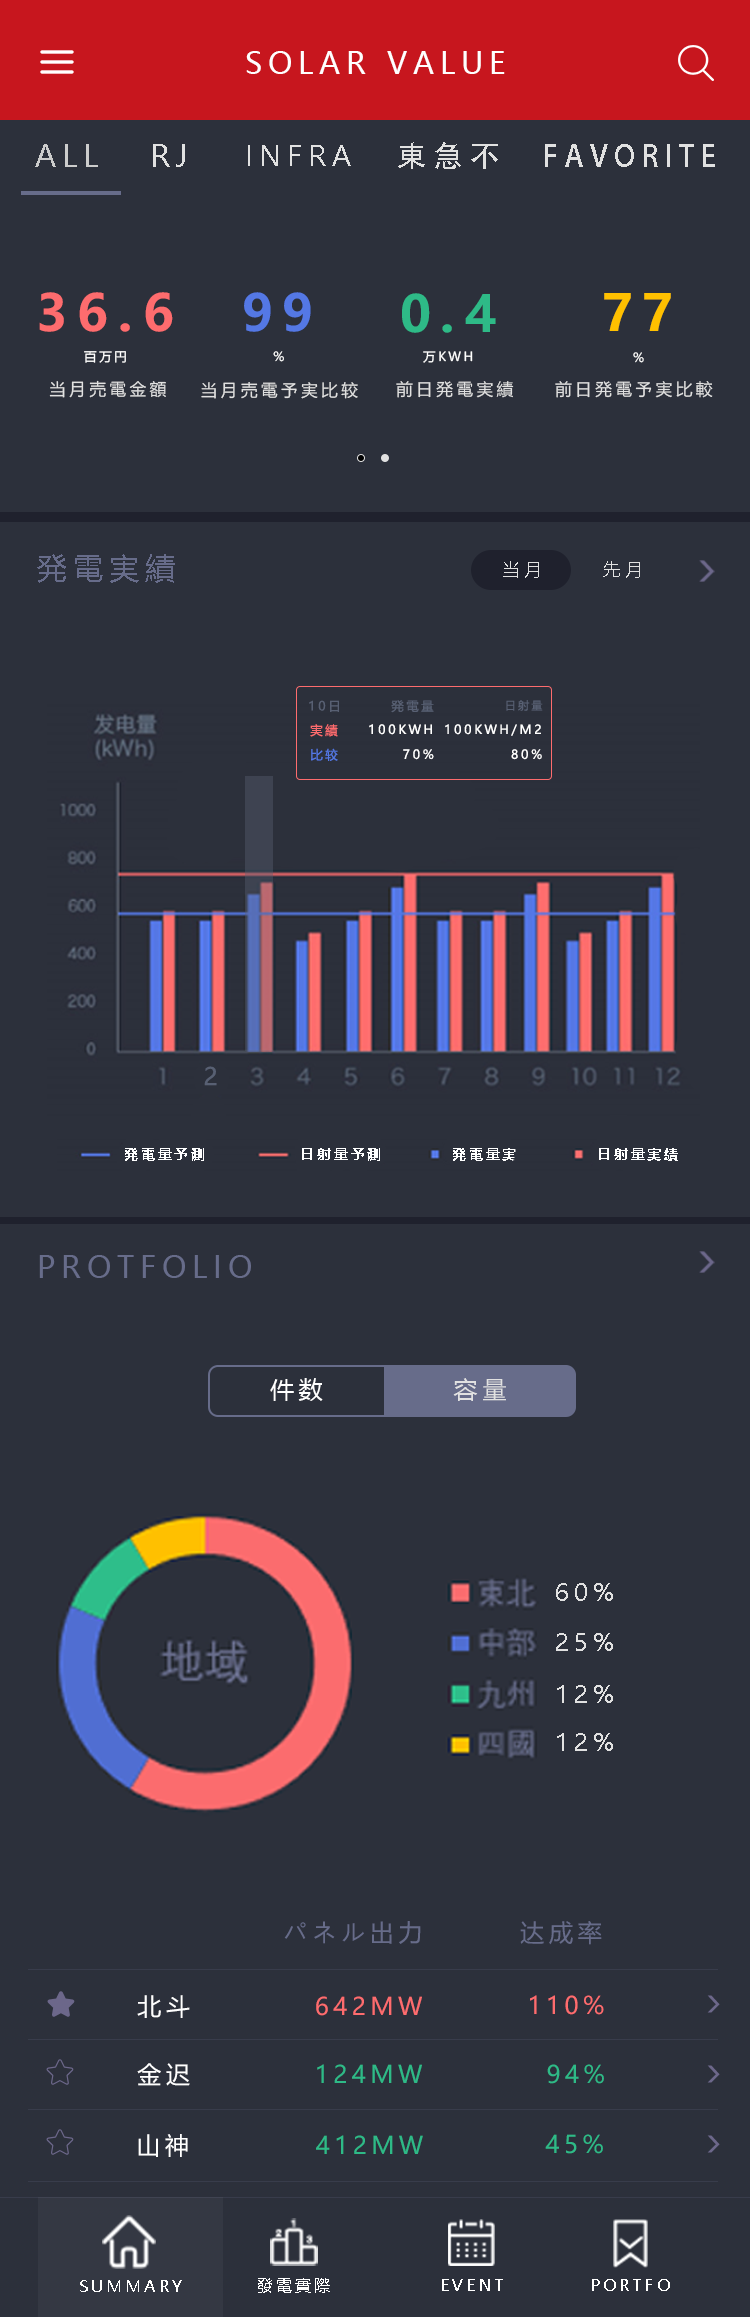 SOLAR VALUE
ALL RJ INFRA 東急不 FAVORITE
36.6 99 0.4 77
百万円 % 万KWH %
当月売電金額 当月売電予実比较 前日発電実績 前日発電予実比較
発電実績 当月 先月
10日 発電量 日射量
実績 100KWH 100KWH/M2
比较 70% 80%
发电量
(kWh)
1000
800
600
400
200
0
1 2 3 4 5 6 7 8 9 10 11 12
発電量予測 日射量予測 発電量実 日射量実績
PROTFOLIO
件数 容量
地域
東北 60%
中部 25%
九州 12%
四國 12%
パネル出力 达成率
北斗 642MW 110%
金迟 124MW 94%
山神 412MW 45%
2 1 3
SUMMARY 發電實際 EVENT PORTFO